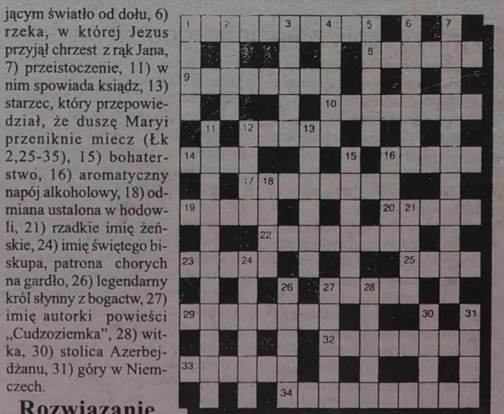 jącym światło od dołu, 6)
rzeka, w której Jezus
przyjął chrzest z rąk Jana,
7) przeistoczenie, 11) w
nim spowiada ksiądz, 13)
starzec, który przepowie-
dział, że duszę Maryi
przeniknie miecz (Łk
2,25-35), 15) bohater-
stwo, 16) aromatyczny
napój alkoholowy, 18) od-
miana ustalona w hodow-
li, 21) rzadkie imię żeń-
skie, 24) imię świętego bi-
skupa, patrona chorych
na gardło, 26) legendarny
król słynny z bogactw, 27)
imię autorki powieści
„Cudzoziemka", 28) wit-
ka, 30) stolica Azerbej-
dżanu, 31) góry w Niem-
czech.
Rozwiązanie
1 2 3 4 5 6 7
8
9
10
11 12 13
14 15 16
17 18
19 20 21
22
23 24 25
26 27 28
29 30 31
32
33
34